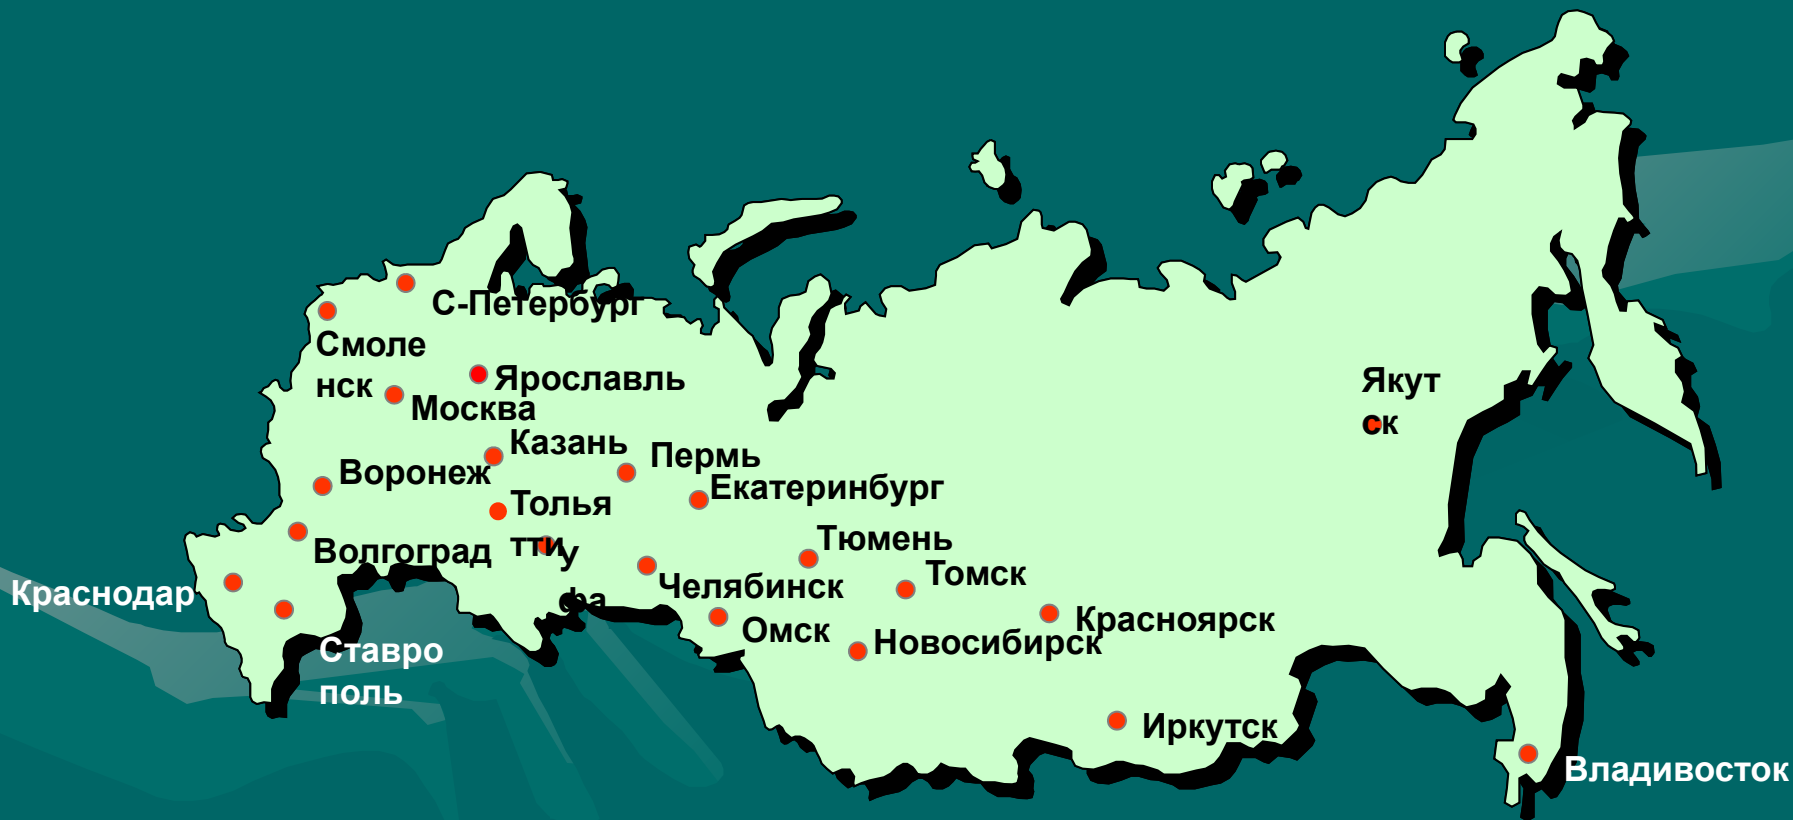 С-Петербург
Смоле
нск
Ярославль
Москва
Якут
ск
Казань
Пермь
Воронеж
Екатеринбург
Толья
тти
Тюмень
Волгоград
У
фа
Томск
Челябинск
Краснодар
Красноярск
Омск
Новосибирск
Ставро
поль
Иркутск
Владивосток